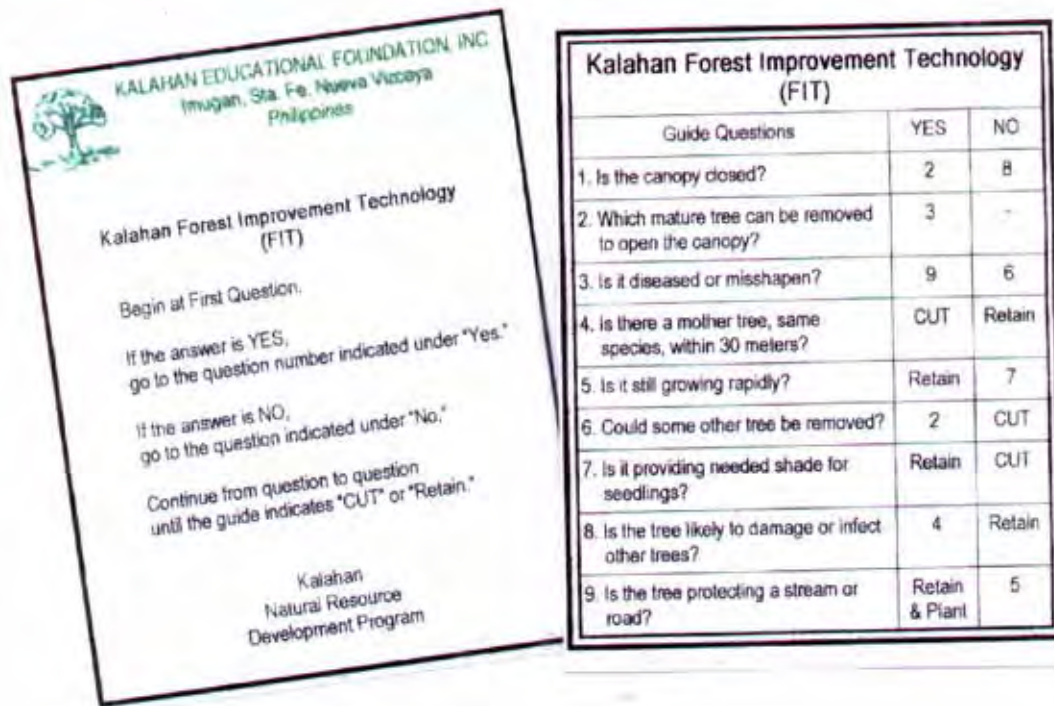 KALAHAN EDUCATIONAL FOUNDATION, INC
Imugan, Sta. Fe, Nueva Vizcaya
Philippines
Kalahan Forest Improvement Technology
(FIT)
Begin at First Question.
If the answer is YES,
go to the question number indicated under "Yes."
If the answer is NO,
go to the question indicated under "No."
Continue from question to question
until the guide indicates "CUT" or "Retain."
Kalahan
Natural Resource
Development Program
Kalahan Forest Improvement Technology
(FIT)
Guide Questions YES NO
1. Is the canopy closed? 2 8
2. Which mature tree can be removed 3 -
to open the canopy?
3. Is it diseased or misshapen? 9 6
4. Is there a mother tree, same CUT Retain
species, within 30 meters?
5. Is it still growing rapidly? Retain 7
6. Could some other tree be removed? 2 CUT
7. Is it providing needed shade for Retain CUT
seedlings?
8. Is the tree likely to damage or infect 4 Retain
other trees?
9. Is the tree protecting a stream or Retain 5
road? & Plant